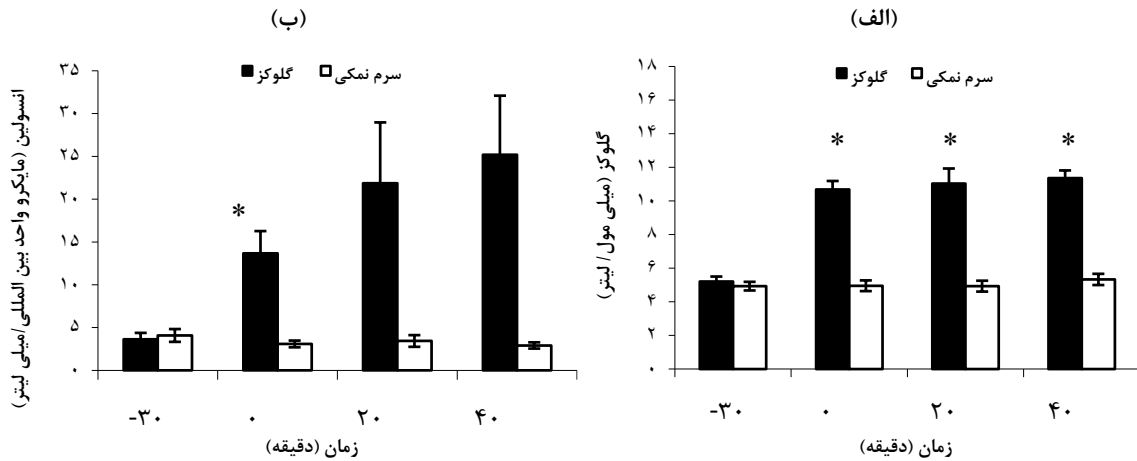 (الف)
گلوکز
سرم نمکی
گلوکز (میلی مول/ لیتر)
۱۸
۱۶
۱۴
۱۲
۱۰
۸
۶
۴
۲
۰
* * *
-۳۰ ۰ ۲۰ ۴۰
زمان (دقیقه)
(ب)
گلوکز
سرم نمکی
انسولین (مایکرو واحد بین المللی/میلی لیتر)
۳۵
۳۰
۲۵
۲۰
۱۵
۱۰
۵
۰
*
-۳۰ ۰ ۲۰ ۴۰
زمان (دقیقه)